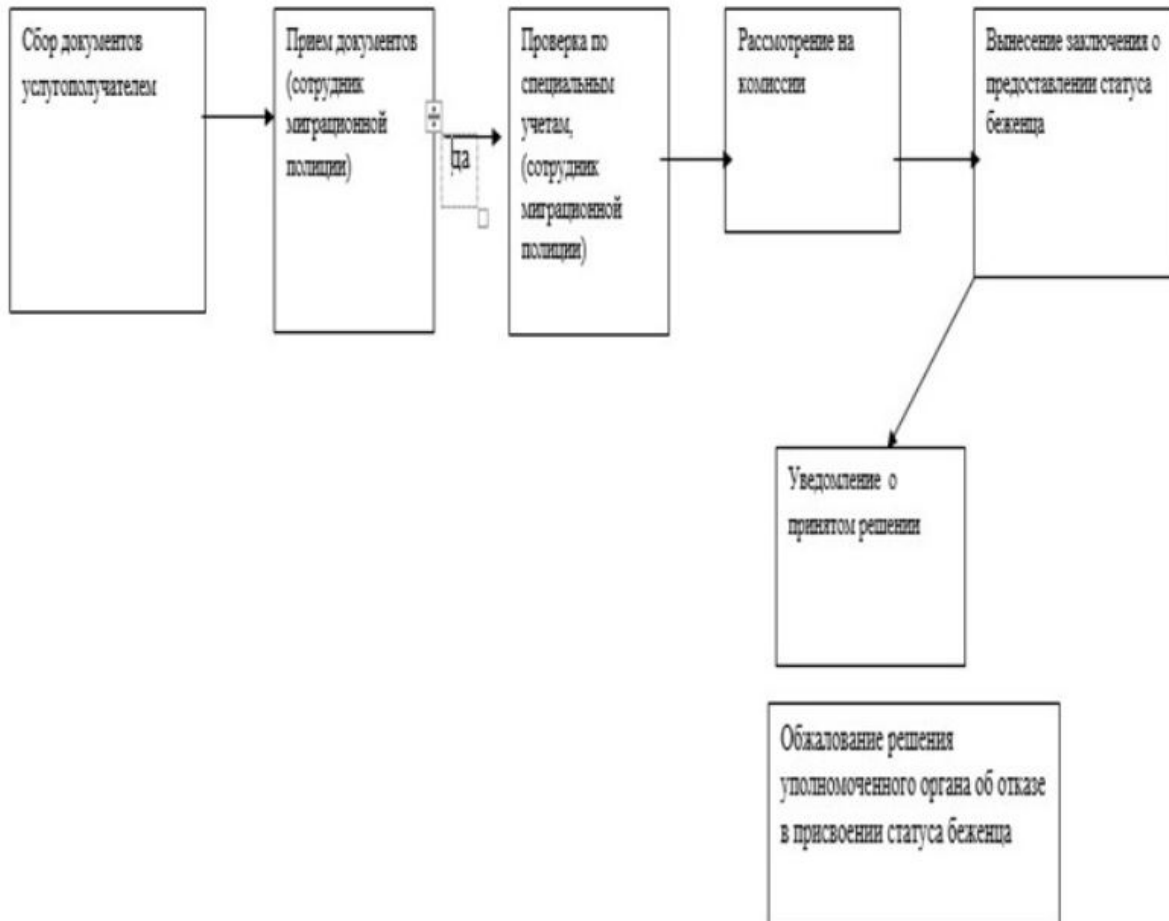 Сбор документов
услугополучателем
Прием документов
(сотрудник
миграционной
полиции)
да
Проверка по
специальным
учетам,
(сотрудник
миграционной
полиции)
Рассмотрение на
комиссии
Вынесение заключения о
предоставлении статуса
беженца
Уведомление о
принятом решении
Обжалование решения
уполномоченного органа об отказе
в присвоении статуса беженца